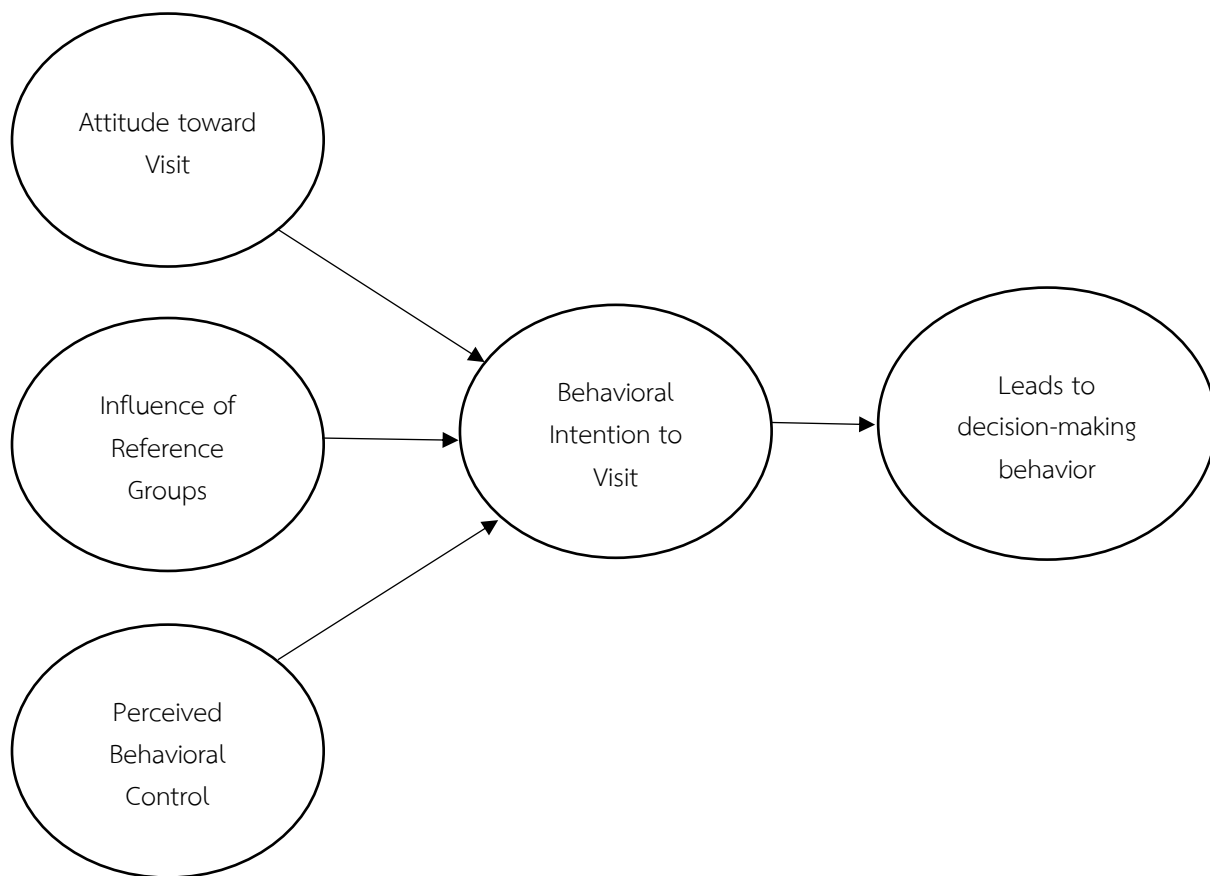 Attitude toward
Visit
Influence of
Reference
Groups
Perceived
Behavioral
Control
Behavioral
Intention to
Visit
Leads to
decision-making
behavior